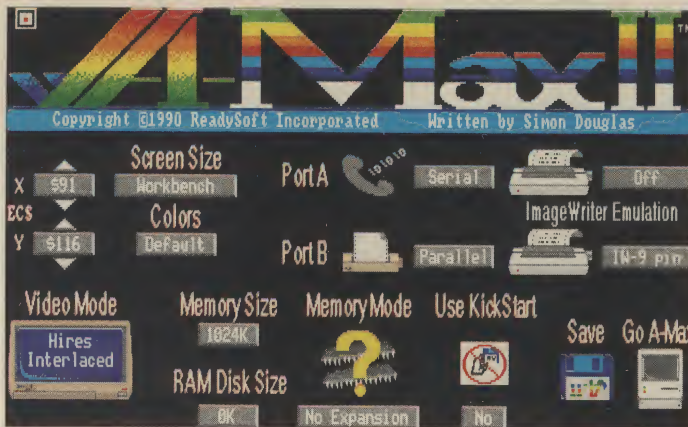 A-Max II™
Copyright ©1990 ReadySoft Incorporated Written by Simon Douglas
Screen Size
Workbench
X $91
ECS
Y $116
Colors
Default
Port A
101010
Serial
Off
ImageWriter Emulation
Port B
Parallel
IW-9 pin
Video Mode
Hires
Interlaced
Memory Size
1024K
RAM Disk Size
0K
Memory Mode
No Expansion
Use KickStart
No
Save
Go A-Max